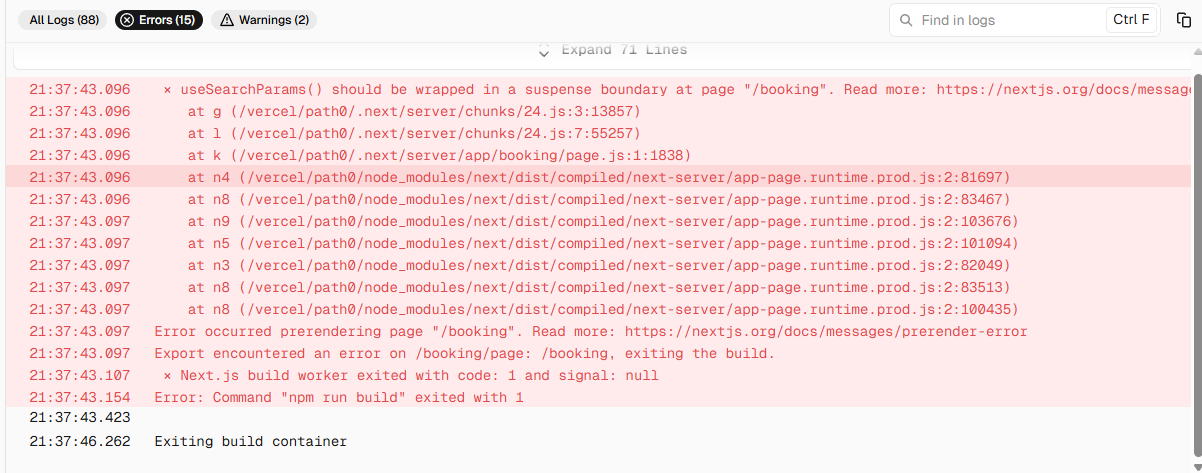 All Logs (88) Errors (15) Warnings (2) Find in logs Ctrl F
Expand 71 Lines
21:37:43.096 × useSearchParams() should be wrapped in a suspense boundary at page "/booking". Read more: https://nextjs.org/docs/message
21:37:43.096 at g (/vercel/path0/.next/server/chunks/24.js:3:13857)
21:37:43.096 at l (/vercel/path0/.next/server/chunks/24.js:7:55257)
21:37:43.096 at k (/vercel/path0/.next/server/app/booking/page.js:1:1838)
21:37:43.096 at n4 (/vercel/path0/node_modules/next/dist/compiled/next-server/app-page.runtime.prod.js:2:81697)
21:37:43.096 at n8 (/vercel/path0/node_modules/next/dist/compiled/next-server/app-page.runtime.prod.js:2:83467)
21:37:43.097 at n9 (/vercel/path0/node_modules/next/dist/compiled/next-server/app-page.runtime.prod.js:2:103676)
21:37:43.097 at n5 (/vercel/path0/node_modules/next/dist/compiled/next-server/app-page.runtime.prod.js:2:101094)
21:37:43.097 at n3 (/vercel/path0/node_modules/next/dist/compiled/next-server/app-page.runtime.prod.js:2:82049)
21:37:43.097 at n8 (/vercel/path0/node_modules/next/dist/compiled/next-server/app-page.runtime.prod.js:2:83513)
21:37:43.097 at n8 (/vercel/path0/node_modules/next/dist/compiled/next-server/app-page.runtime.prod.js:2:100435)
21:37:43.097 Error occurred prerendering page "/booking". Read more: https://nextjs.org/docs/messages/prerender-error
21:37:43.097 Export encountered an error on /booking/page: /booking, exiting the build.
21:37:43.107 × Next.js build worker exited with code: 1 and signal: null
21:37:43.154 Error: Command "npm run build" exited with 1
21:37:43.423
21:37:46.262 Exiting build container